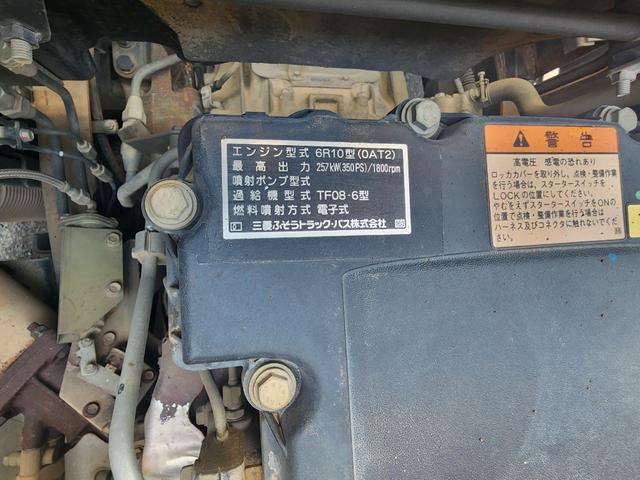 エンジン型式 6R10型(0AT2)
最高出力 257kW(350PS)/1800rpm
噴射ポンプ型式
過給機型式 TF08-6型
燃料噴射方式 電子式
三菱ふそうトラック・バス株式会社
警告
高電圧 感電の恐れあり
ロッカカバーを取外し、点検・整備作業
を行う場合は、スタータースイッチを
LOCKの位置にしてください。
やむをえずスタータースイッチをONの
位置で点検・整備作業を行なう場合は
ハーネス及びコネクタに触れないでください。